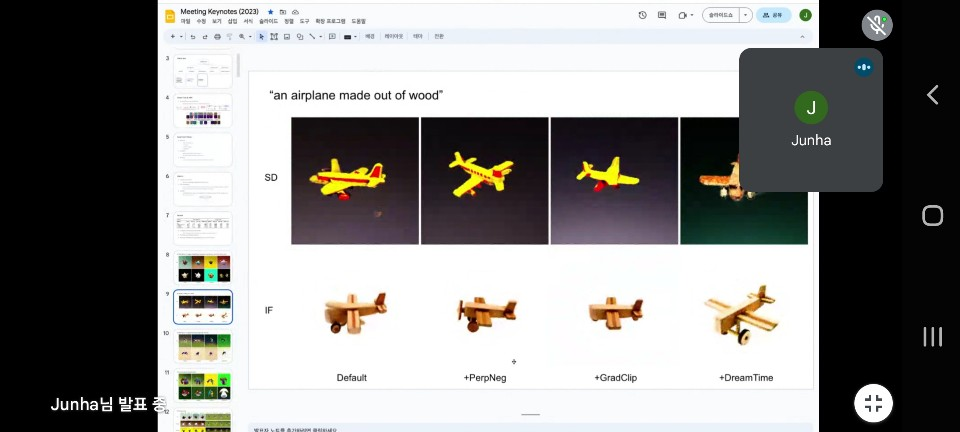 Meeting Keynotes (2023)
파일 수정 보기 삽입 서식 슬라이드 정렬 도구 확장 프로그램 도움말
슬라이드쇼
공유
J
배경 레이아웃 테마 전환
3
4
5
6
7
8
9
10
11
12
"an airplane made out of wood"
SD
IF
Default +PerpNeg +GradClip +DreamTime
J
Junha
Junha님 발표 중
발표자 노트를 추가하려면 클릭하세요